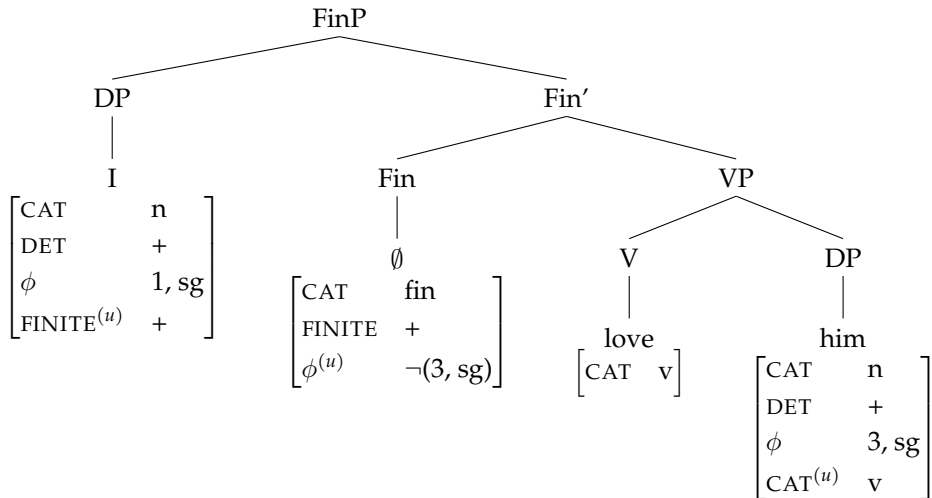 FinP
DP Fin'
I Fin VP
CAT n
DET +
ϕ 1, sg
FINITE(u) +
∅
CAT fin
FINITE +
ϕ(u) ¬(3, sg)
V DP
love
CAT v
him
CAT n
DET +
ϕ 3, sg
CAT(u) v